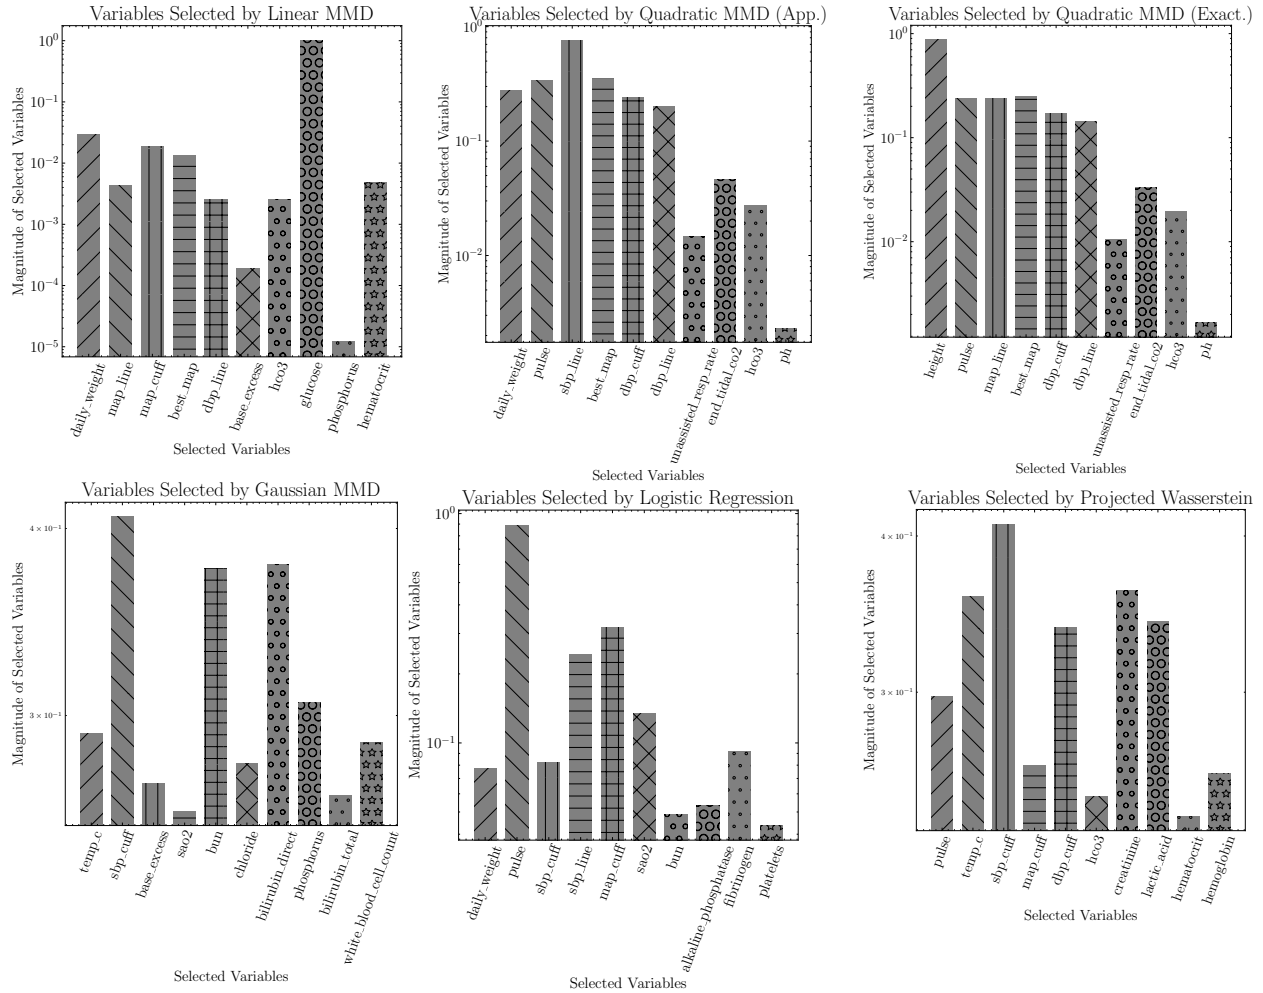 Variables Selected by Linear MMD
Magnitude of Selected Variables
10⁰
10⁻¹
10⁻²
10⁻³
10⁻⁴
10⁻⁵
daily_weight
map_line
map_cuff
best_map
dbp_line
base_excess
hco3
glucose
phosphorus
hematocrit
Selected Variables
Variables Selected by Quadratic MMD (App.)
Magnitude of Selected Variables
10⁻¹
10⁻²
daily_weight
pulse
sbp_line
best_map
dbp_cuff
dbp_line
unassisted_resp_rate
end_tidal_co2
hco3
ph
Selected Variables
Variables Selected by Quadratic MMD (Exact.)
Magnitude of Selected Variables
10⁰
10⁻¹
10⁻²
height
pulse
map_line
best_map
dbp_cuff
dbp_line
unassisted_resp_rate
end_tidal_co2
hco3
ph
Selected Variables
Variables Selected by Gaussian MMD
Magnitude of Selected Variables
4 × 10⁻¹
3 × 10⁻¹
temp_c
sbp_cuff
base_excess
sao2
bun
chloride
bilirubin_direct
phosphorus
bilirubin_total
white_blood_cell_count
Selected Variables
Variables Selected by Logistic Regression
Magnitude of Selected Variables
10⁰
10⁻¹
daily_weight
pulse
sbp_cuff
sbp_line
map_cuff
sao2
bun
alkaline_phosphatase
fibrinogen
platelets
Selected Variables
Variables Selected by Projected Wasserstein
Magnitude of Selected Variables
4 × 10⁻¹
3 × 10⁻¹
pulse
temp_c
sbp_cuff
map_cuff
dbp_cuff
hco3
creatinine
lactic_acid
hematocrit
hemoglobin
Selected Variables